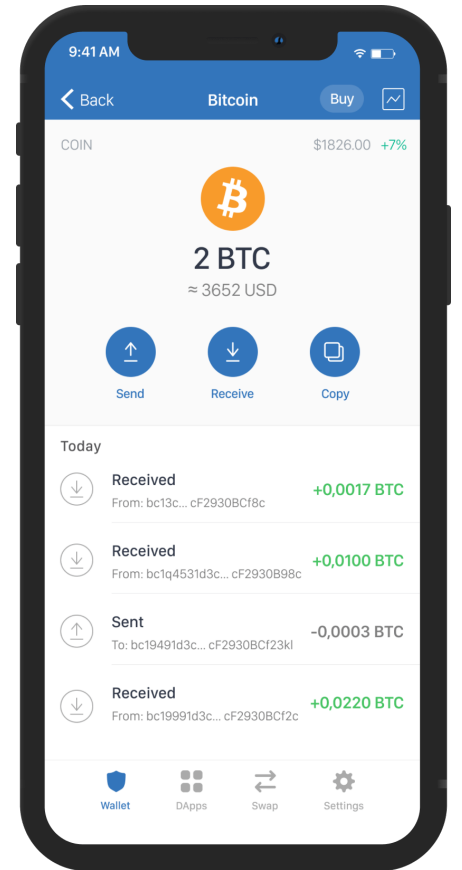 9:41 AM
Back Bitcoin Buy
COIN $1826.00 +7%
2 BTC
≈ 3652 USD
Send Receive Copy
Today
Received
+0,0017 BTC
From: bc13c... cF2930BCf8c
Received
+0,0100 BTC
From: bc1q4531d3c... cF2930B98c
Sent
-0,0003 BTC
To: bc19491d3c... cF2930BCf23kl
Received
+0,0220 BTC
From: bc19991d3c... cF2930BCf2c
Wallet DApps Swap Settings